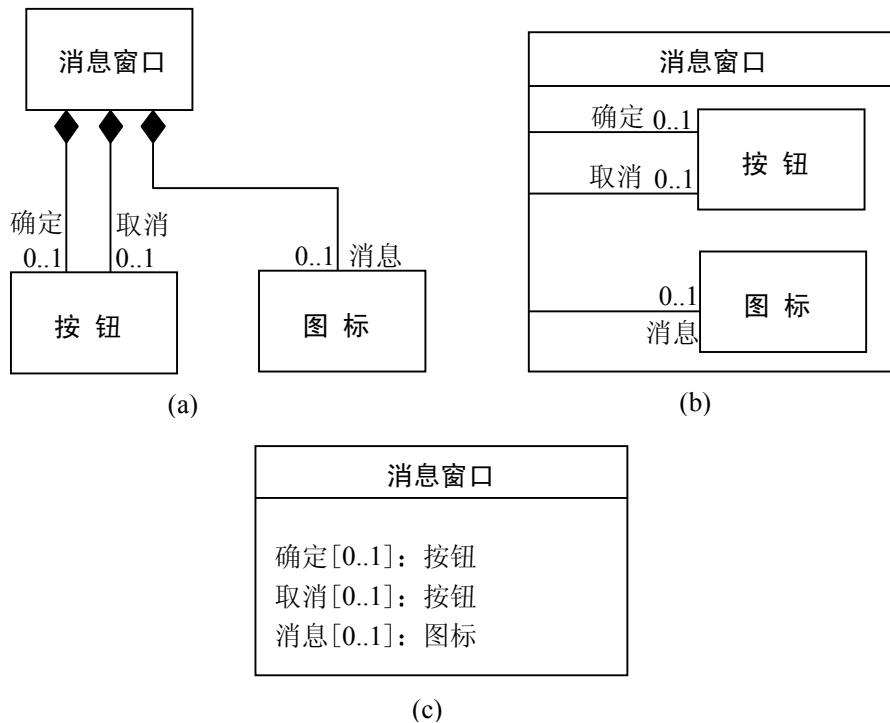 消息窗口
确定 取消
0..1 0..1
0..1 消息
按 钮
图 标
(a)
消息窗口
确定 0..1
取消 0..1
按 钮
0..1
消息
图 标
(b)
消息窗口
确定[0..1]：按钮
取消[0..1]：按钮
消息[0..1]：图标
(c)